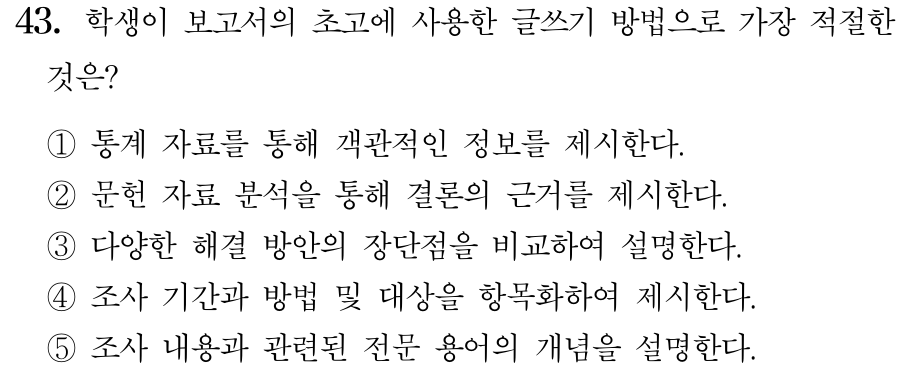 43. 학생이 보고서의 초고에 사용한 글쓰기 방법으로 가장 적절한
것은?
① 통계 자료를 통해 객관적인 정보를 제시한다.
② 문헌 자료 분석을 통해 결론의 근거를 제시한다.
③ 다양한 해결 방안의 장단점을 비교하여 설명한다.
④ 조사 기간과 방법 및 대상을 항목화하여 제시한다.
⑤ 조사 내용과 관련된 전문 용어의 개념을 설명한다.